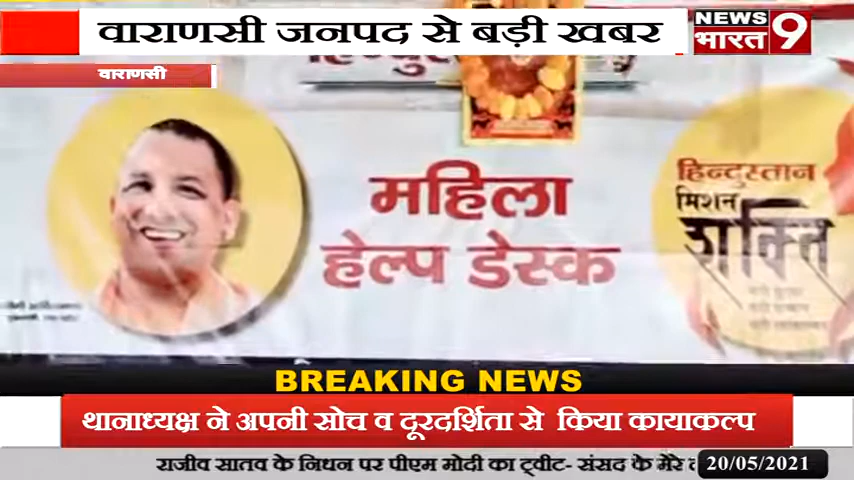 वाराणसी जनपद से बड़ी खबर
NEWS
भारत 9
वाराणसी
महिला
हेल्प डेस्क
हिन्दुस्तान
मिशन
शक्ति
BREAKING NEWS
थानाध्यक्ष ने अपनी सोच व दूरदर्शिता से किया कायाकल्प
राजीव सातव के निधन पर पीएम मोदी का ट्वीट- संसद के मेरे
20/05/2021